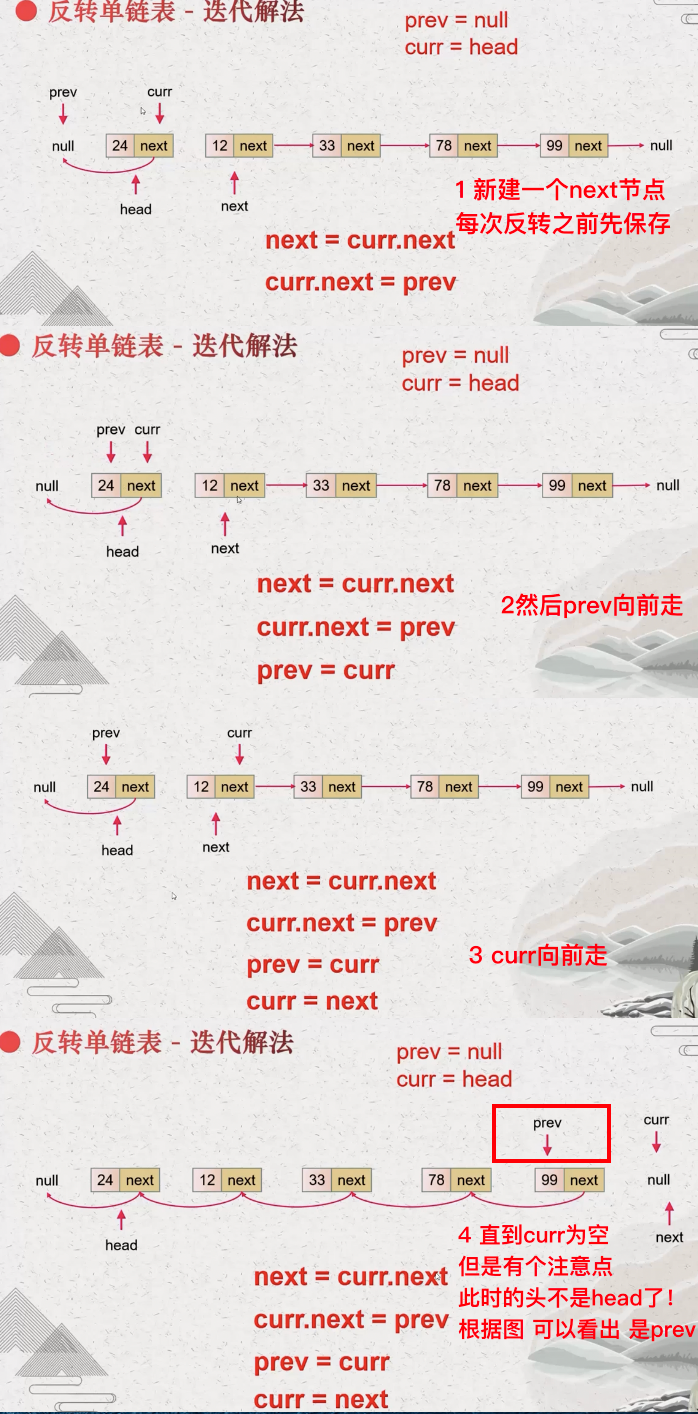 反转单链表 - 迭代解法
prev = null
curr = head
prev curr
null 24 next 12 next 33 next 78 next 99 next null
head next
1 新建一个next节点
每次反转之前先保存
next = curr.next
curr.next = prev
反转单链表 - 迭代解法
prev = null
curr = head
prev curr
null 24 next 12 next 33 next 78 next 99 next null
head next
next = curr.next
2然后prev向前走
curr.next = prev
prev = curr
prev curr
null 24 next 12 next 33 next 78 next 99 next null
head next
next = curr.next
curr.next = prev
3 curr向前走
prev = curr
curr = next
反转单链表 - 迭代解法
prev = null
curr = head
prev curr
null 24 next 12 next 33 next 78 next 99 next null
head next
4 直到curr为空
但是有个注意点
此时的头不是head了!
根据图 可以看出 是prev
next = curr.next
curr.next = prev
prev = curr
curr = next